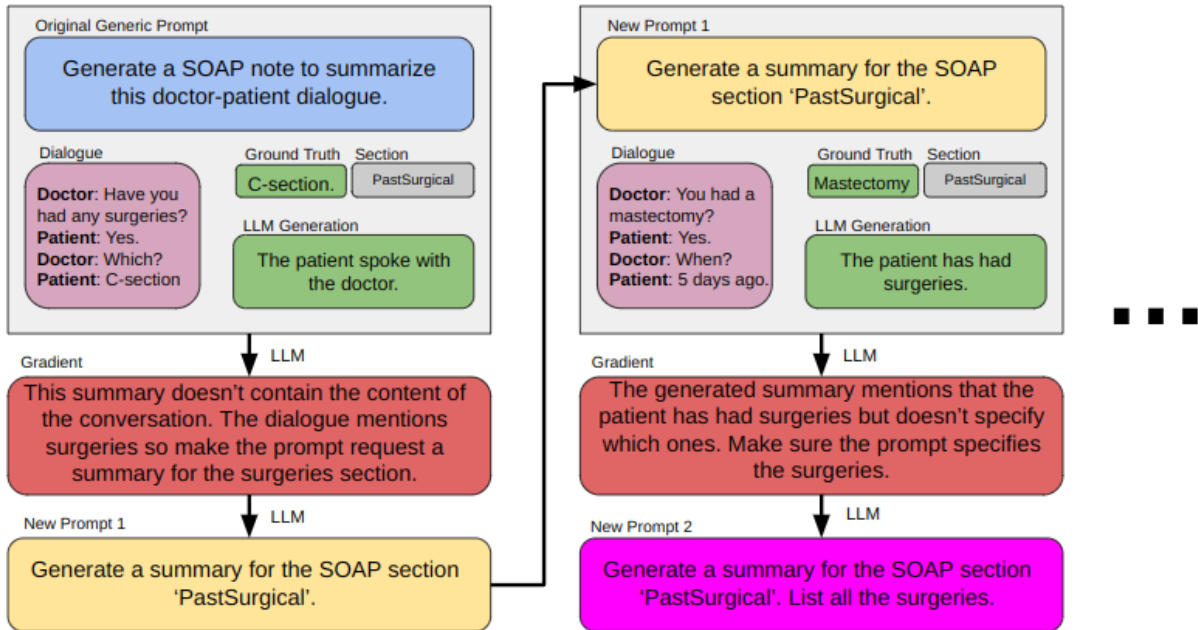 Original Generic Prompt
Generate a SOAP note to summarize
this doctor-patient dialogue.
Dialogue
Doctor: Have you
had any surgeries?
Patient: Yes.
Doctor: Which?
Patient: C-section
Ground Truth
C-section.
Section
PastSurgical
LLM Generation
The patient spoke with
the doctor.
LLM
Gradient
This summary doesn't contain the content of
the conversation. The dialogue mentions
surgeries so make the prompt request a
summary for the surgeries section.
LLM
New Prompt 1
Generate a summary for the SOAP section
‘PastSurgical’.
New Prompt 1
Generate a summary for the SOAP
section ‘PastSurgical’.
Dialogue
Doctor: You had a
mastectomy?
Patient: Yes.
Doctor: When?
Patient: 5 days ago.
Ground Truth
Mastectomy
Section
PastSurgical
LLM Generation
The patient has had
surgeries.
LLM
Gradient
The generated summary mentions that the
patient has had surgeries but doesn't specify
which ones. Make sure the prompt specifies
the surgeries.
LLM
New Prompt 2
Generate a summary for the SOAP section
‘PastSurgical’. List all the surgeries.
...